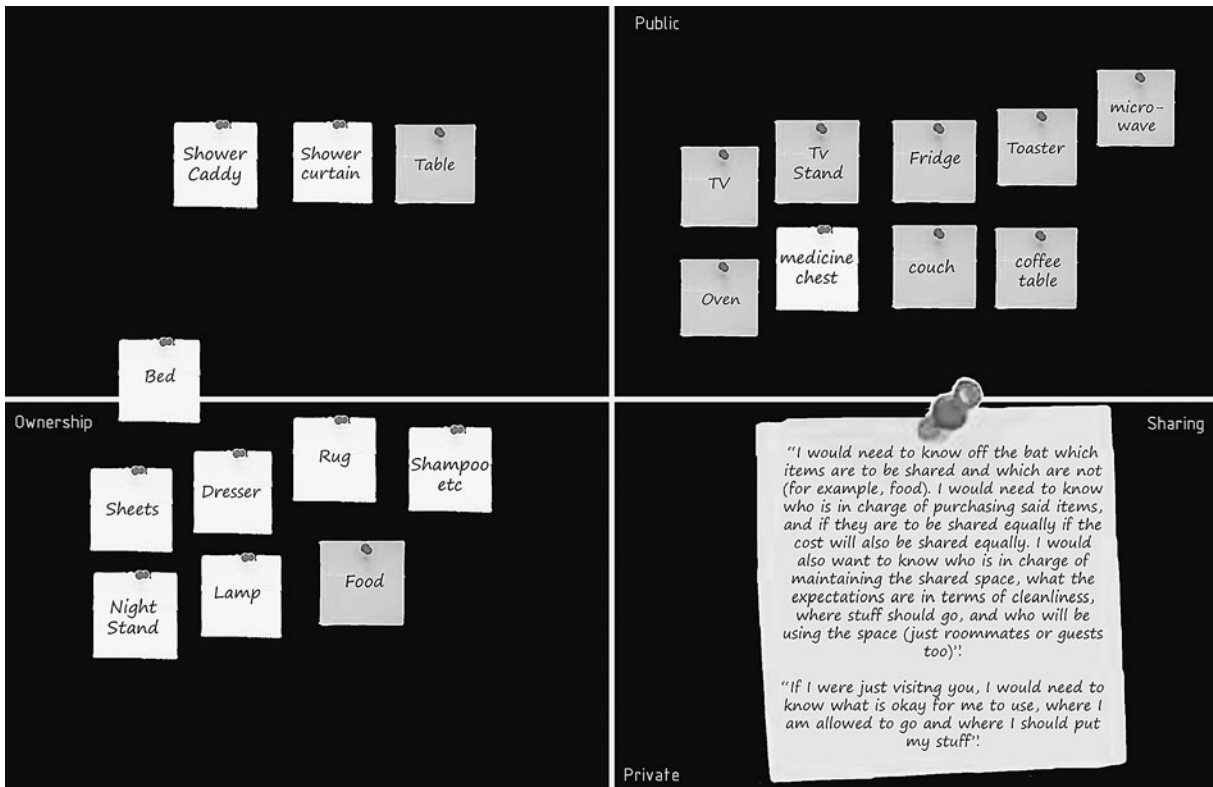 Public
Shower
Caddy
Shower
curtain
Table
TV
Tv
Stand
Fridge
Toaster
micro-
wave
Oven
medicine
chest
couch
coffee
table
Bed
Ownership
Sheets
Dresser
Rug
Shampoo
etc
Night
Stand
Lamp
Food
Sharing
“I would need to know off the bat which
items are to be shared and which are not
(for example, food). I would need to know
who is in charge of purchasing said items,
and if they are to be shared equally if the
cost will also be shared equally. I would
also want to know who is in charge of
maintaining the shared space, what the
expectations are in terms of cleanliness,
where stuff should go, and who will be
using the space (just roommates or guests
too)”.
“If I were just visitng you, I would need to
know what is okay for me to use, where I
am allowed to go and where I should put
my stuff”.
Private